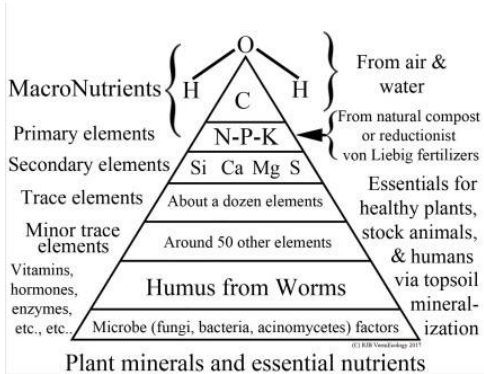 O
H H
C
MacroNutrients
From air &
water
Primary elements
N-P-K
From natural compost
or reductionist
von Liebig fertilizers
Secondary elements
Si Ca Mg S
Trace elements
About a dozen elements
Minor trace
elements
Around 50 other elements
Essentials for
healthy plants,
stock animals,
& humans
via topsoil
mineral-
ization
Vitamins,
hormones,
enzymes,
etc., etc..
Humus from Worms
Microbe (fungi, bacteria, acinomycetes) factors
(C) RJB VermEcology 2017
Plant minerals and essential nutrients